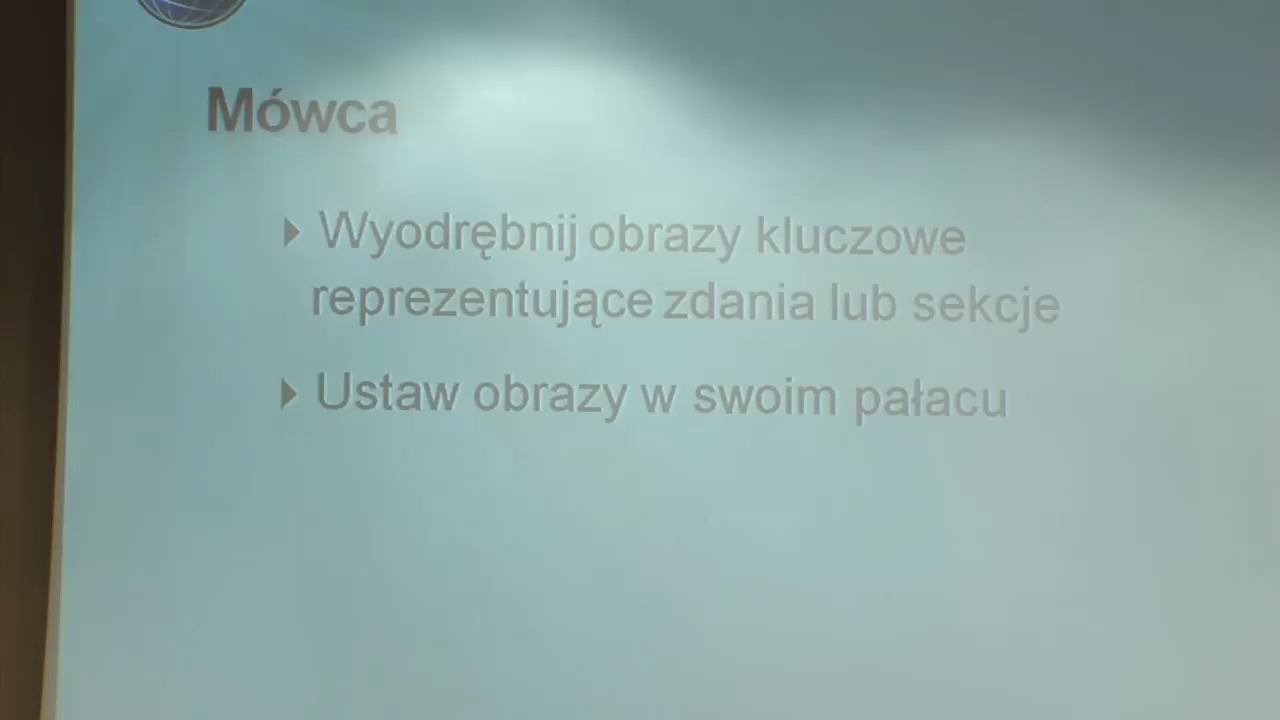 Mówca
Wyodrębnij obrazy kluczowe
reprezentujące zdania lub sekcje
Ustaw obrazy w swoim pałacu